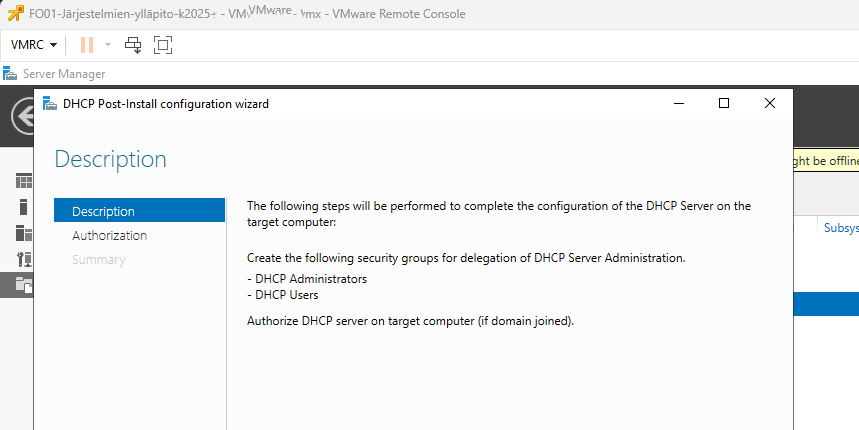 FO01-Järjestelmien-ylläpito-k2025+ - VMware - vmx - VMware Remote Console
VMRC
Server Manager
DHCP Post-Install configuration wizard
Description
ght be offline
Description
Authorization
Summary
The following steps will be performed to complete the configuration of the DHCP Server on the
target computer:
Create the following security groups for delegation of DHCP Server Administration.
- DHCP Administrators
- DHCP Users
Authorize DHCP server on target computer (if domain joined).
Subsys